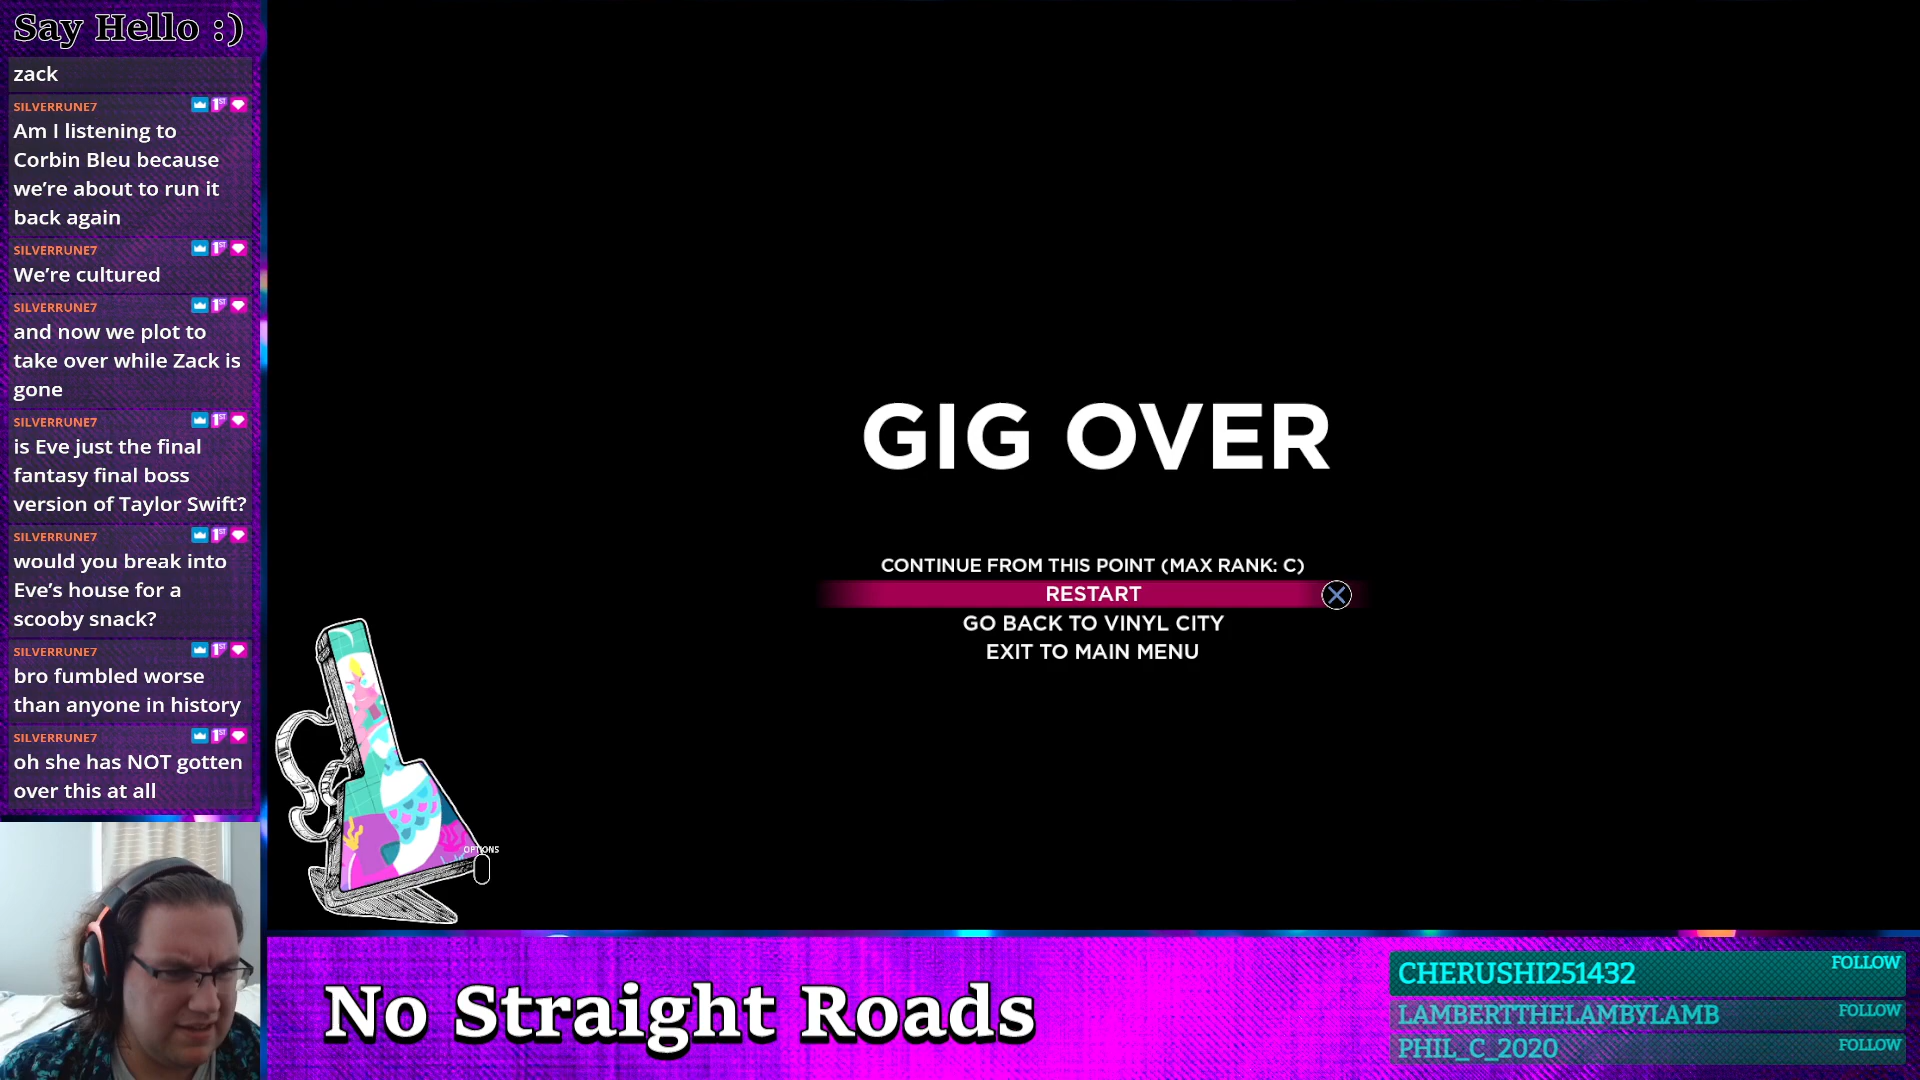 Say Hello :)
zack
SILVERRUNE7
Am I listening to
Corbin Bleu because
we're about to run it
back again
SILVERRUNE7
We're cultured
SILVERRUNE7
and now we plot to
take over while Zack is
gone
SILVERRUNE7
is Eve just the final
fantasy final boss
version of Taylor Swift?
SILVERRUNE7
would you break into
Eve's house for a
scooby snack?
SILVERRUNE7
bro fumbled worse
than anyone in history
SILVERRUNE7
oh she has NOT gotten
over this at all
GIG OVER
CONTINUE FROM THIS POINT (MAX RANK: C)
RESTART
GO BACK TO VINYL CITY
EXIT TO MAIN MENU
OPTIONS
No Straight Roads
CHERUSHI251432 FOLLOW
LAMBERTTHELAMBYLAMB FOLLOW
PHIL_C_2020 FOLLOW